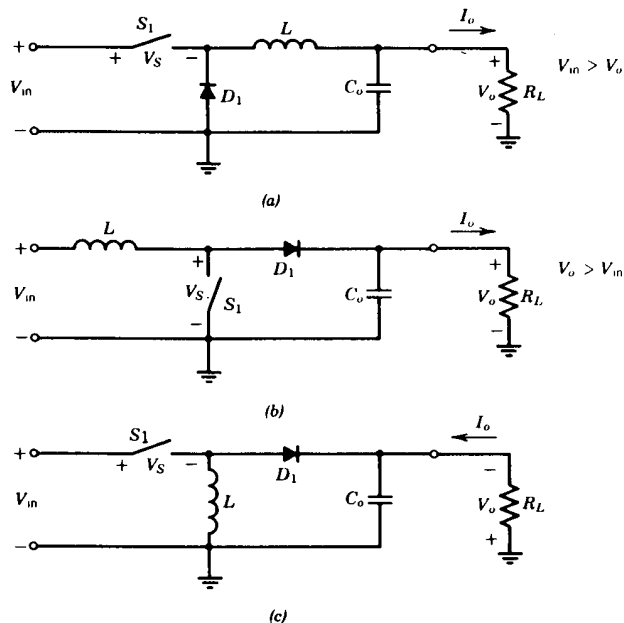 S1 L Io
+ + VS − +
Vin D1 Co Vo RL Vin > Vo
− −
(a)
L Io
+ + D1 +
Vin VS S1 Co Vo RL Vo > Vin
− − −
(b)
S1 Io
+ + VS − D1 −
Vin L Co Vo RL
− +
(c)